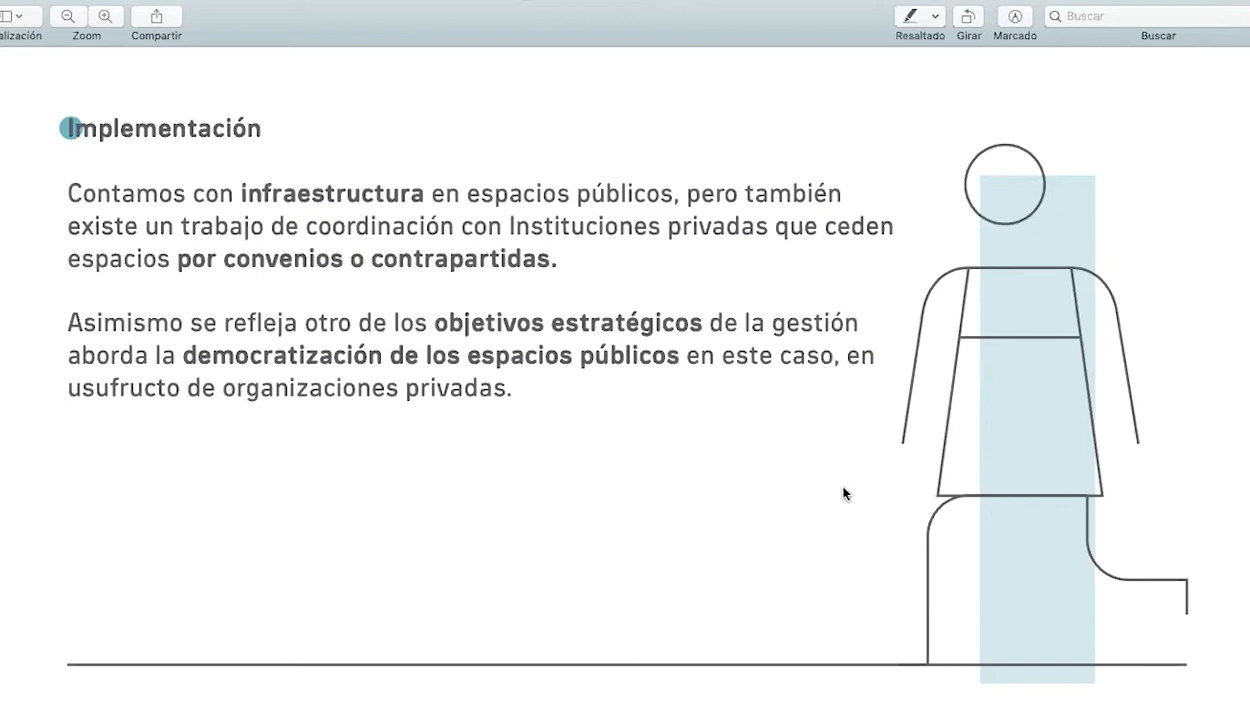 Zoom
Compartir
Resaltado
Girar
Marcado
Buscar
Buscar
Implementación
Contamos con infraestructura en espacios públicos, pero también
existe un trabajo de coordinación con Instituciones privadas que ceden
espacios por convenios o contrapartidas.
Asimismo se refleja otro de los objetivos estratégicos de la gestión
aborda la democratización de los espacios públicos en este caso, en
usufructo de organizaciones privadas.